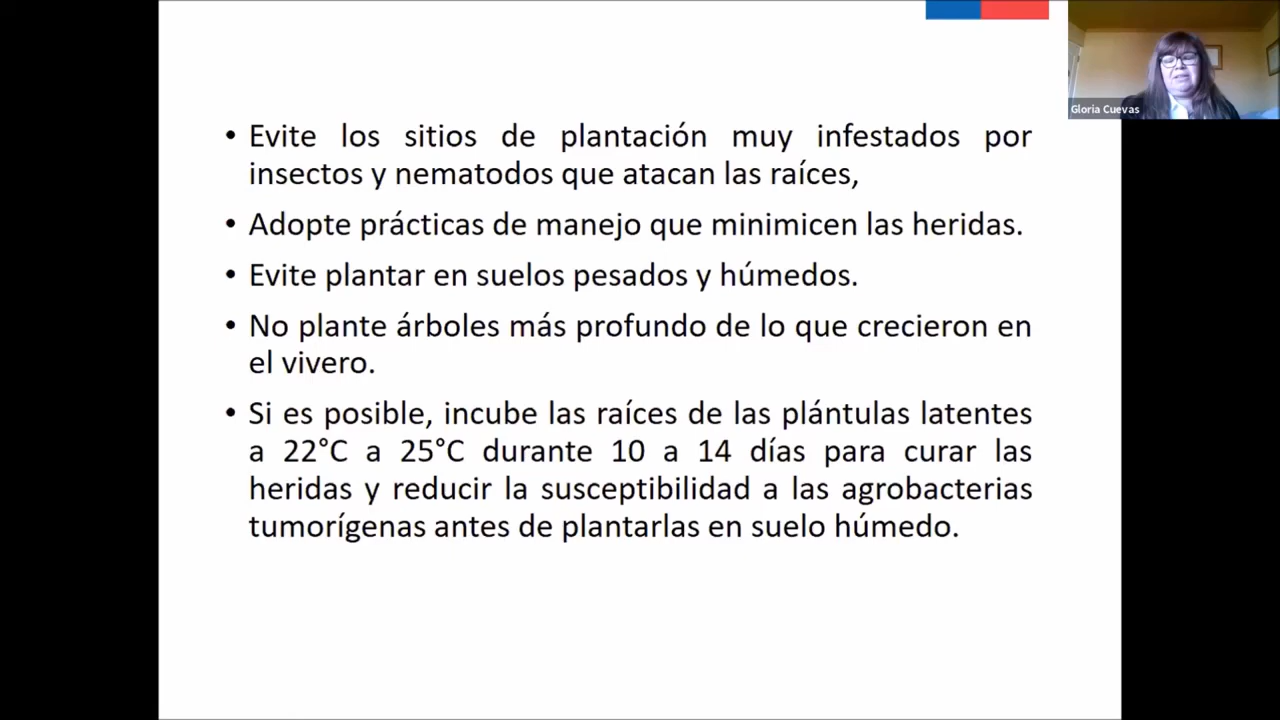 Gloria Cuevas
• Evite los sitios de plantación muy infestados por
insectos y nematodos que atacan las raíces,
• Adopte prácticas de manejo que minimicen las heridas.
• Evite plantar en suelos pesados y húmedos.
• No plante árboles más profundo de lo que crecieron en
el vivero.
• Si es posible, incube las raíces de las plántulas latentes
a 22°C a 25°C durante 10 a 14 días para curar las
heridas y reducir la susceptibilidad a las agrobacterias
tumorígenas antes de plantarlas en suelo húmedo.